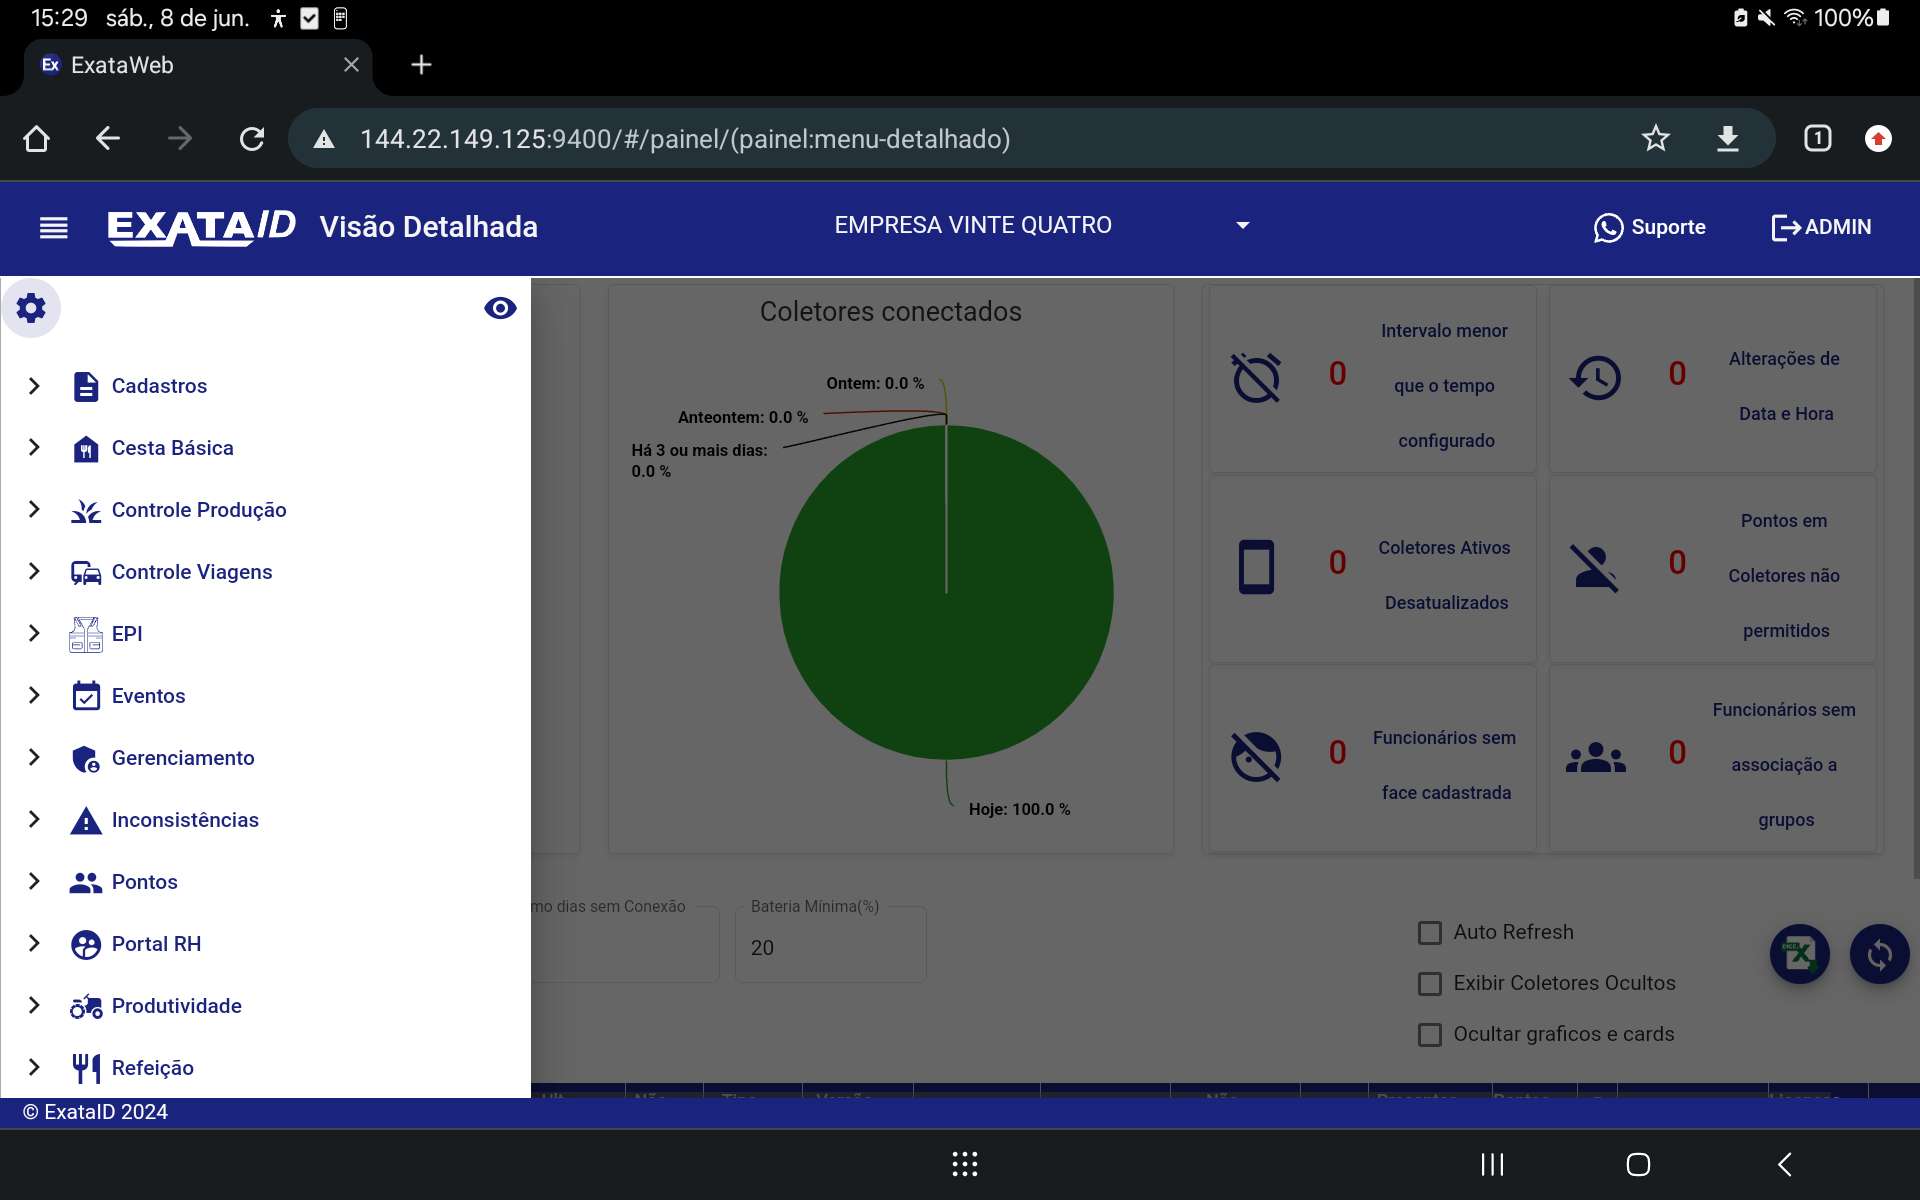 15:29 sáb., 8 de jun. 100%
Ex ExataWeb
144.22.149.125:9400/#/painel/(painel:menu-detalhado) 1
EXATAID Visão Detalhada EMPRESA VINTE QUATRO Suporte ADMIN
Cadastros
Cesta Básica
Controle Produção
Controle Viagens
EPI
Eventos
Gerenciamento
Inconsistências
Pontos
Portal RH
Produtividade
Refeição
Coletores conectados
Ontem: 0.0 %
Anteontem: 0.0 %
Há 3 ou mais dias:
0.0 %
Hoje: 100.0 %
0 Intervalo menor
que o tempo
configurado
0 Alterações de
Data e Hora
0 Coletores Ativos
Desatualizados
0 Pontos em
Coletores não
permitidos
0 Funcionários sem
face cadastrada
0 Funcionários sem
associação a
grupos
mo dias sem Conexão
Bateria Mínima(%)
20
Auto Refresh
Exibir Coletores Ocultos
Ocultar graficos e cards
© ExataID 2024